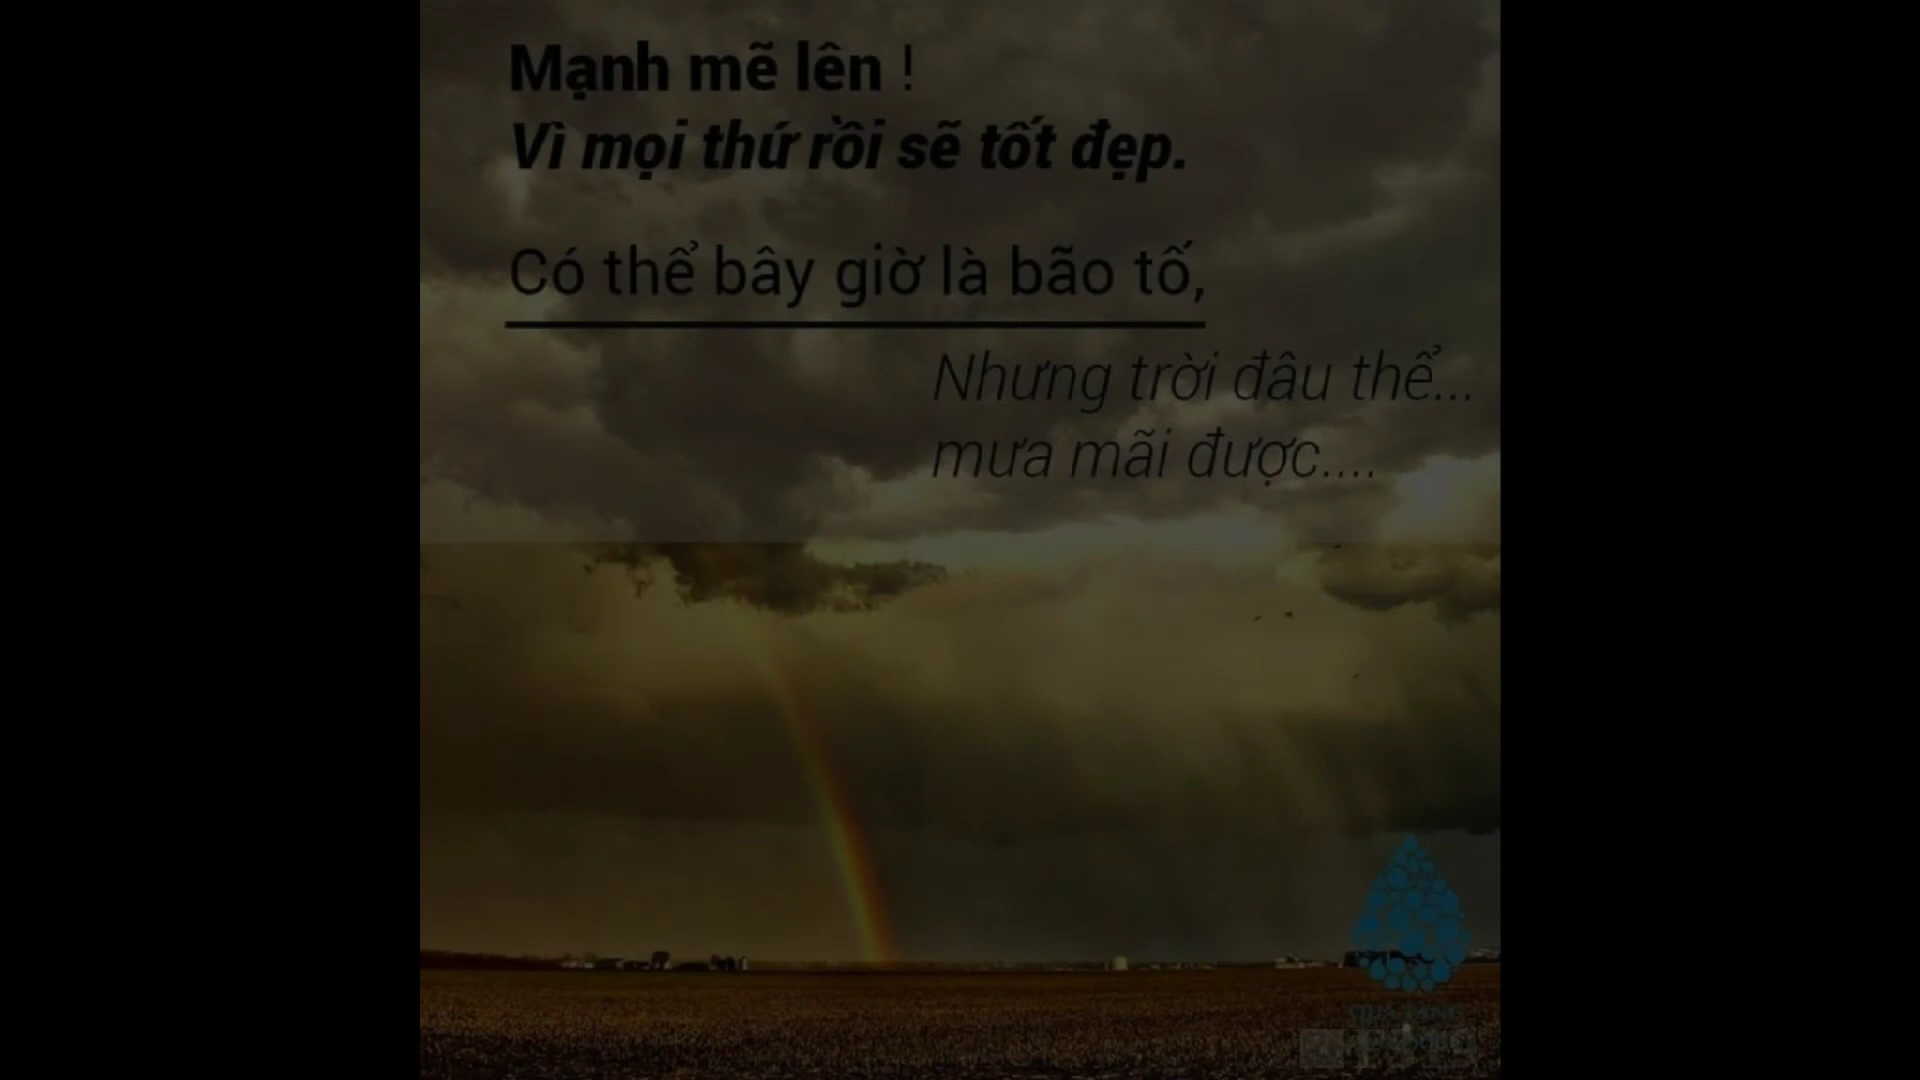 Mạnh mẽ lên !
Vì mọi thứ rồi sẽ tốt đẹp.
Có thể bây giờ là bão tố,
Nhưng trời đâu thể...
mưa mãi được....